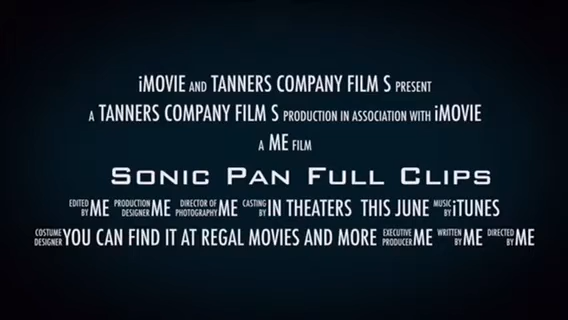 iMOVIE AND TANNERS COMPANY FILM S PRESENT
A TANNERS COMPANY FILM S PRODUCTION IN ASSOCIATION WITH iMOVIE
A ME FILM
SONIC PAN FULL CLIPS
EDITED BY ME PRODUCTION DESIGNER ME DIRECTOR OF PHOTOGRAPHY ME CASTING BY IN THEATERS THIS JUNE MUSIC BY iTUNES
COSTUME DESIGNER YOU CAN FIND IT AT REGAL MOVIES AND MORE EXECUTIVE PRODUCER ME WRITTEN BY ME DIRECTED BY ME